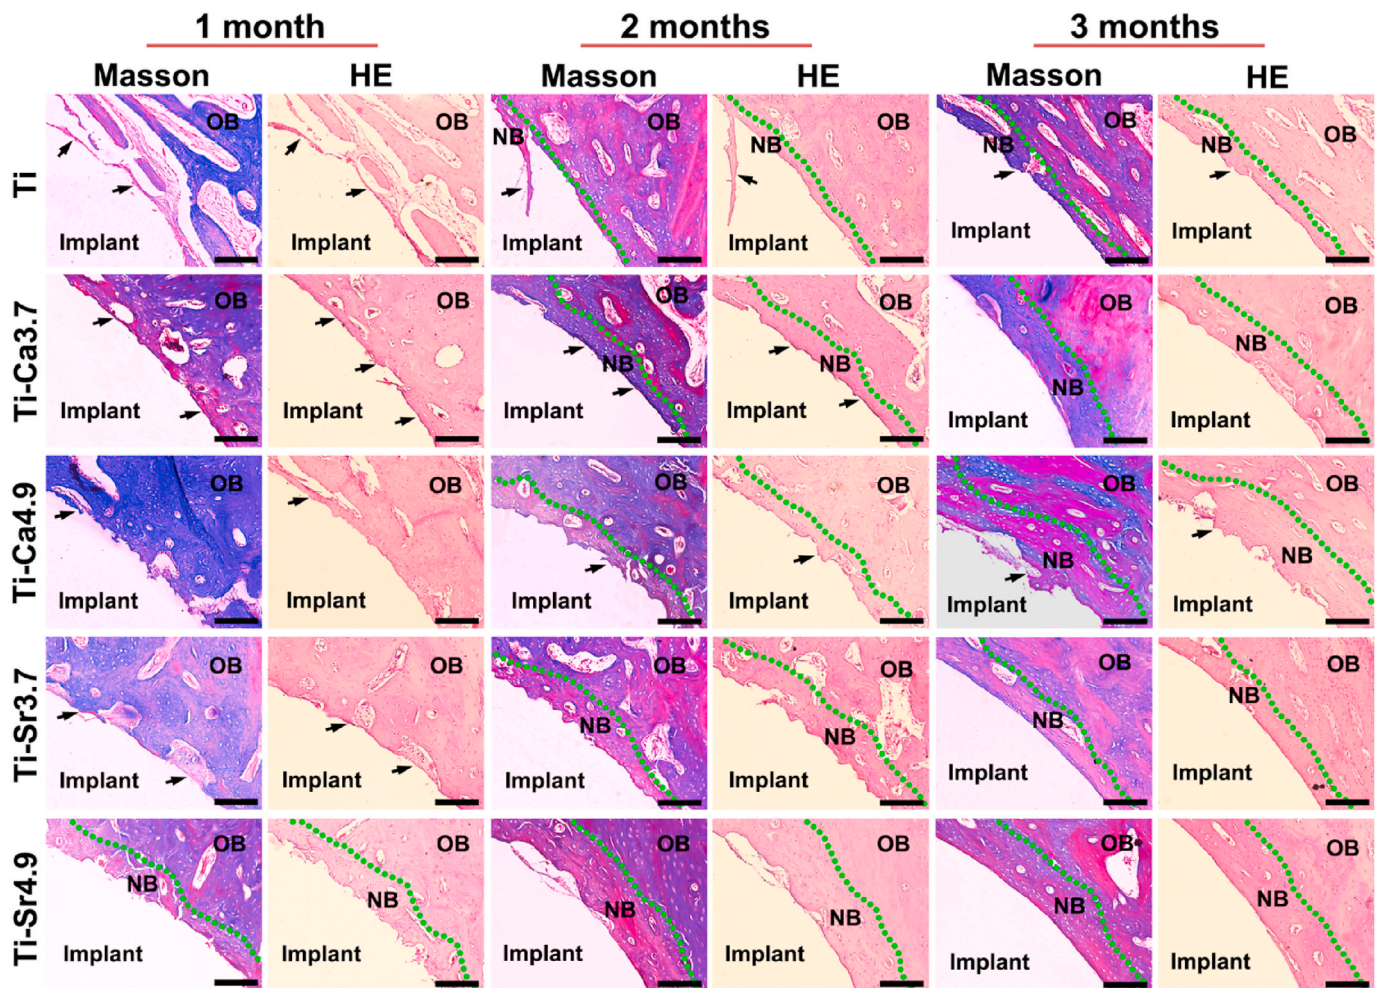 1 month 2 months 3 months
Masson HE Masson HE Masson HE
Ti
OB OB OB OB OB OB
NB NB NB NB
Implant Implant Implant Implant Implant Implant
Ti-Ca3.7
OB OB OB OB OB OB
NB NB NB NB
Implant Implant Implant Implant Implant Implant
Ti-Ca4.9
OB OB OB OB OB OB
NB NB
Implant Implant Implant Implant Implant Implant
Ti-Sr3.7
OB OB OB OB OB OB
NB NB NB NB
Implant Implant Implant Implant Implant Implant
Ti-Sr4.9
OB OB OB OB OB OB
NB NB NB NB NB NB
Implant Implant Implant Implant Implant Implant